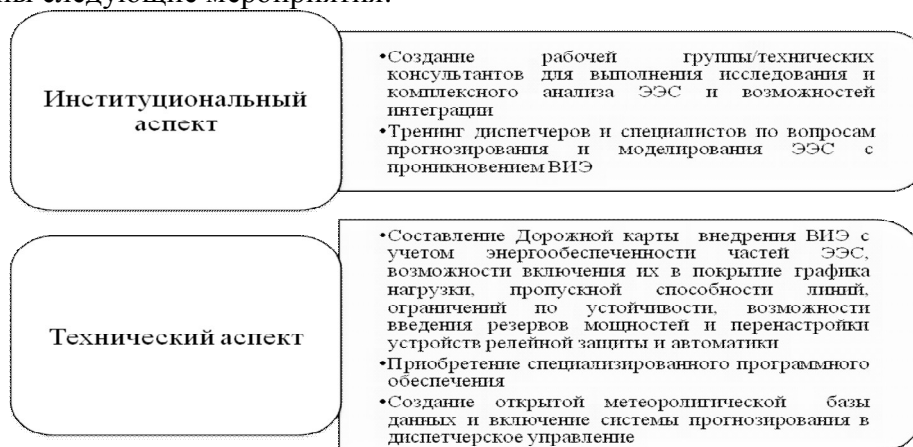 следующие мероприятия:
Институциональный
аспект
•Создание рабочей группы/технических
консультантов для выполнения исследования и
комплексного анализа ЭЭС и возможностей
интеграции
•Тренинг диспетчеров и специалистов по вопросам
прогнозирования и моделирования ЭЭС с
проникновением ВИЭ
Технический аспект
•Составление Дорожной карты внедрения ВИЭ с
учетом энергообеспеченности частей ЭЭС,
возможности включения их в покрытие графика
нагрузки, пропускной способности линий,
ограничений по устойчивости, возможности
введения резервов мощностей и перенастройки
устройств релейной защиты и автоматики
•Приобретение специализированного программного
обеспечения
•Создание открытой метеоролигической базы
данных и включение системы прогнозирования в
диспетчерское управление